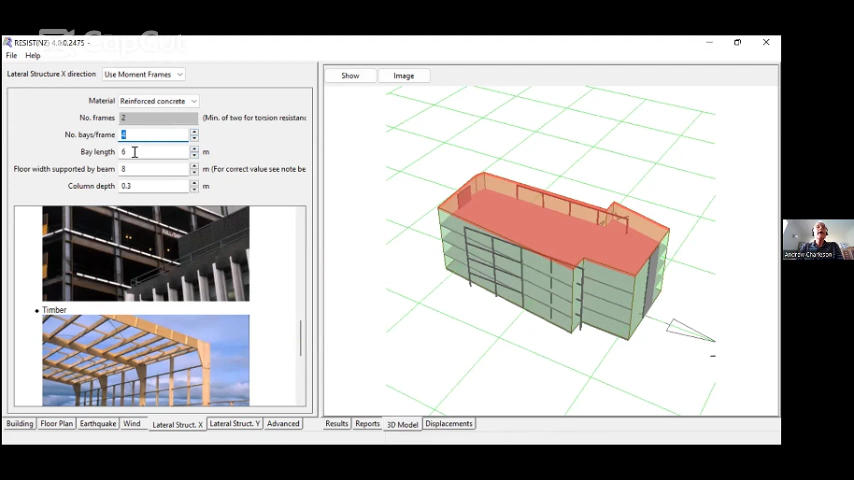 CapCut
RESIST(NZ) 4.0.0.2475 -
File Help
Lateral Structure X direction Use Moment Frames
Show Image
Material Reinforced concrete
No. frames 2 (Min. of two for torsion resistanc
No. bays/frame 4
Bay length 6 m
Floor width supported by beam 8 m (For correct value see note be
Column depth 0.3 m
• Timber
Andrew Charleson
Building Floor Plan Earthquake Wind Lateral Struct. X Lateral Struct. Y Advanced
Results Reports 3D Model Displacements